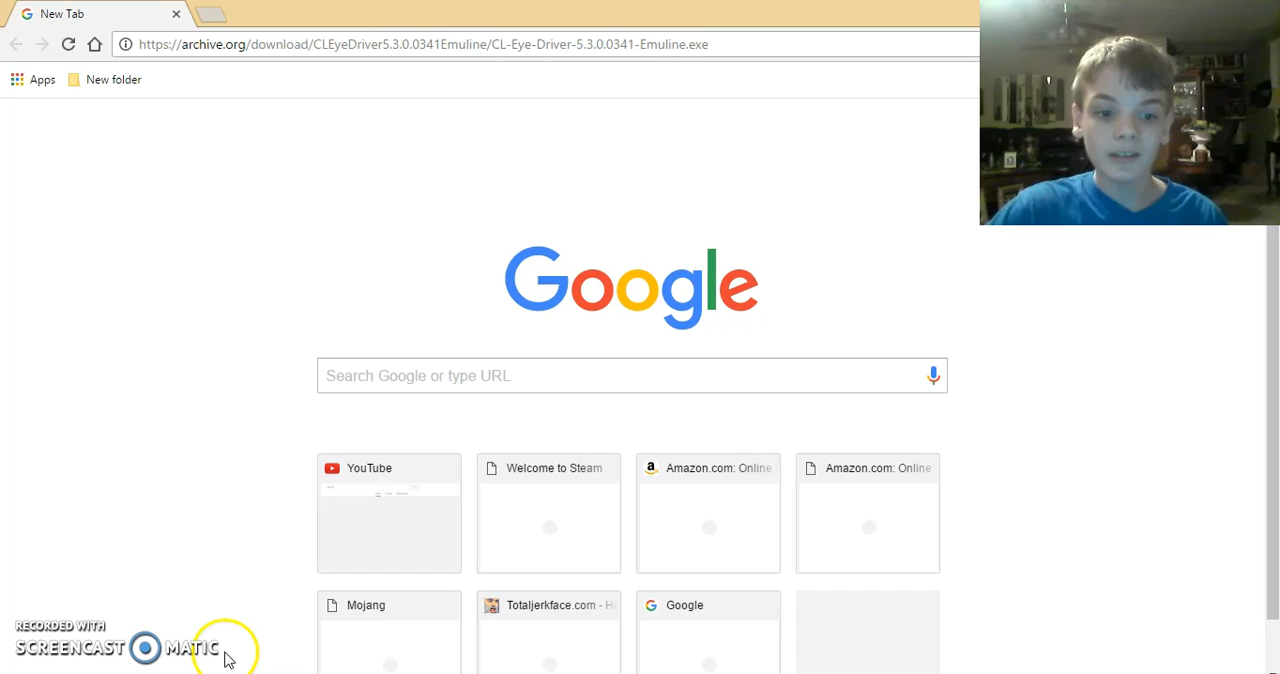 New Tab
https://archive.org/download/CLEyeDriver5.3.0.0341Emuline/CL-Eye-Driver-5.3.0.0341-Emuline.exe
Apps New folder
Google
Search Google or type URL
YouTube Welcome to Steam Amazon.com: Online Amazon.com: Online
Mojang Totaljerkface.com - H Google
RECORDED WITH
SCREENCAST MATIC